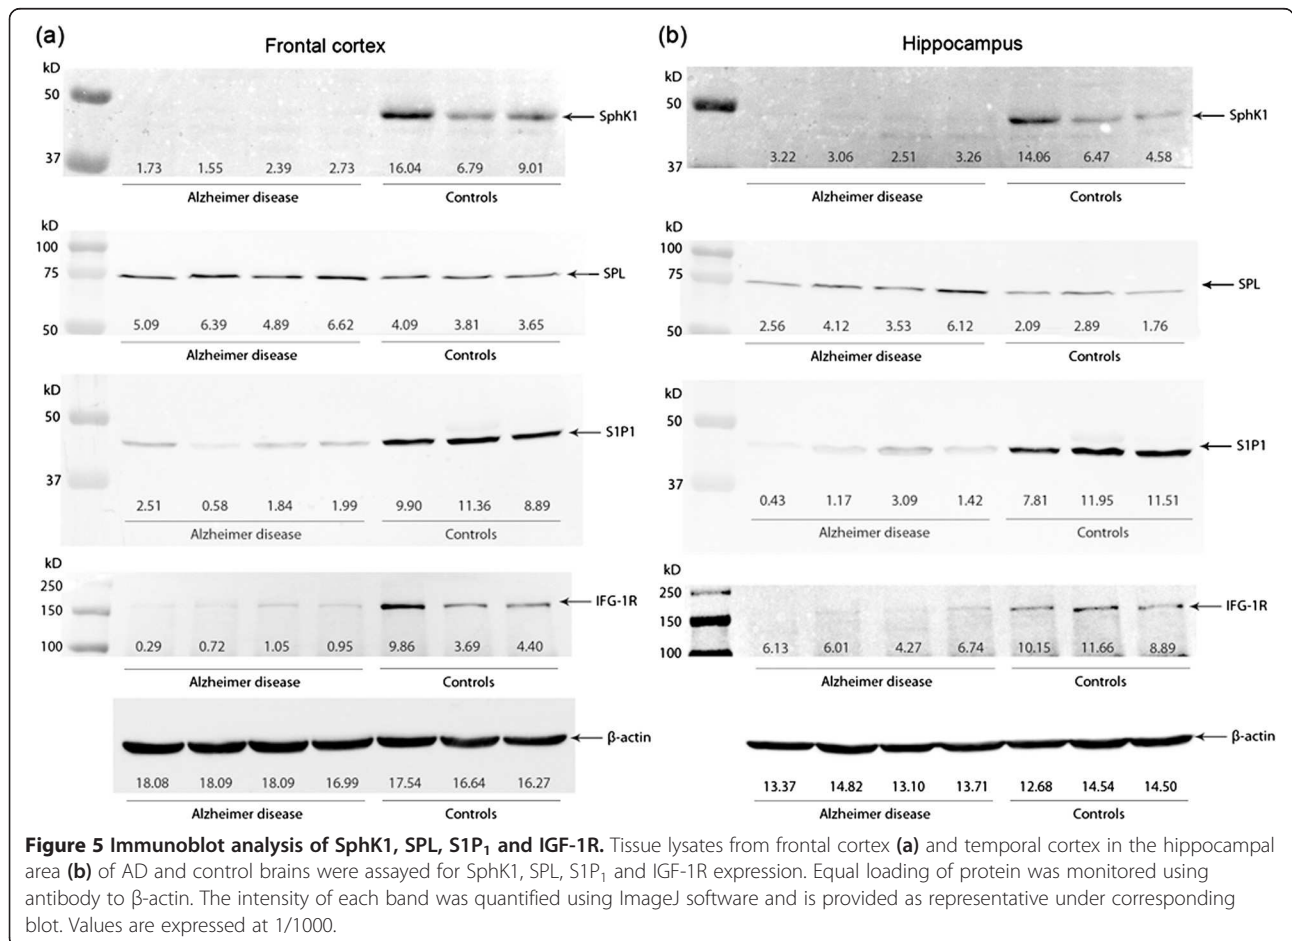 (a)
Frontal cortex
kD
50
37
SphK1
1.73 1.55 2.39 2.73 16.04 6.79 9.01
Alzheimer disease Controls
kD
100
75
50
SPL
5.09 6.39 4.89 6.62 4.09 3.81 3.65
Alzheimer disease Controls
kD
50
37
S1P1
2.51 0.58 1.84 1.99 9.90 11.36 8.89
Alzheimer disease Controls
kD
250
150
100
IFG-1R
0.29 0.72 1.05 0.95 9.86 3.69 4.40
Alzheimer disease Controls
β-actin
18.08 18.09 18.09 16.99 17.54 16.64 16.27
Alzheimer disease Controls
(b)
Hippocampus
kD
50
37
SphK1
3.22 3.06 2.51 3.26 14.06 6.47 4.58
Alzheimer disease Controls
kD
100
75
50
SPL
2.56 4.12 3.53 6.12 2.09 2.89 1.76
Alzheimer disease Controls
kD
50
37
S1P1
0.43 1.17 3.09 1.42 7.81 11.95 11.51
Alzheimer disease Controls
kD
250
150
100
IFG-1R
6.13 6.01 4.27 6.74 10.15 11.66 8.89
Alzheimer disease Controls
β-actin
13.37 14.82 13.10 13.71 12.68 14.54 14.50
Alzheimer disease Controls
Figure 5 Immunoblot analysis of SphK1, SPL, S1P₁ and IGF-1R. Tissue lysates from frontal cortex (a) and temporal cortex in the hippocampal
area (b) of AD and control brains were assayed for SphK1, SPL, S1P₁ and IGF-1R expression. Equal loading of protein was monitored using
antibody to β-actin. The intensity of each band was quantified using ImageJ software and is provided as representative under corresponding
blot. Values are expressed at 1/1000.